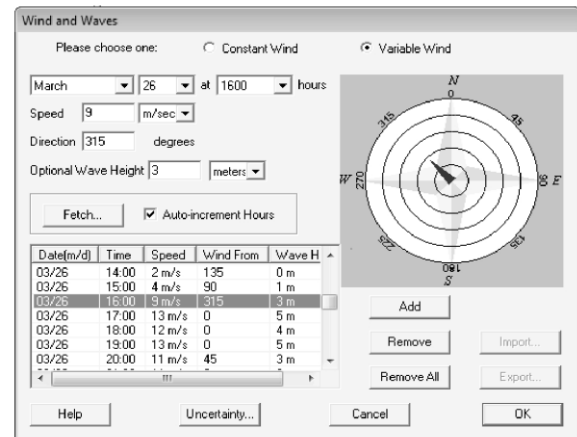 Wind and Waves
Please choose one: Constant Wind Variable Wind
March 26 at 1600 hours
Speed 9 m/sec
Direction 315 degrees
Optional Wave Height 3 meters
Fetch... Auto-increment Hours
Date(m/d) Time Speed Wind From Wave H
03/26 14:00 2 m/s 135 0 m
03/26 15:00 4 m/s 90 1 m
03/26 16:00 9 m/s 315 3 m
03/26 17:00 13 m/s 0 5 m
03/26 18:00 12 m/s 0 4 m
03/26 19:00 13 m/s 0 5 m
03/26 20:00 11 m/s 45 3 m
N
0
315 45
W 270 90 E
225 135
180
S
Add
Remove Import...
Remove All Export...
Help Uncertainty... Cancel OK